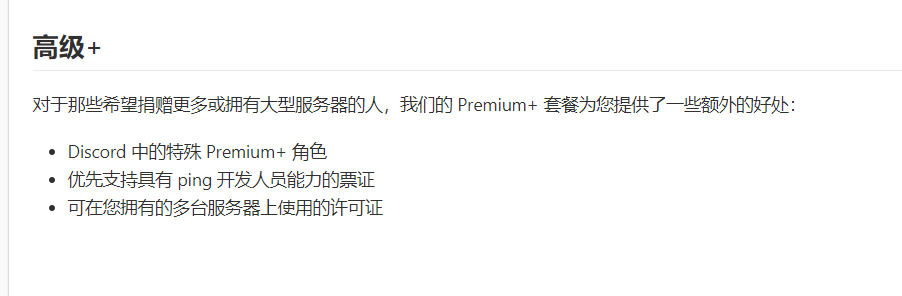 高级+
对于那些希望捐赠更多或拥有大型服务器的人，我们的 Premium+ 套餐为您提供了一些额外的好处：
• Discord 中的特殊 Premium+ 角色
• 优先支持具有 ping 开发人员能力的票证
• 可在您拥有的多台服务器上使用的许可证